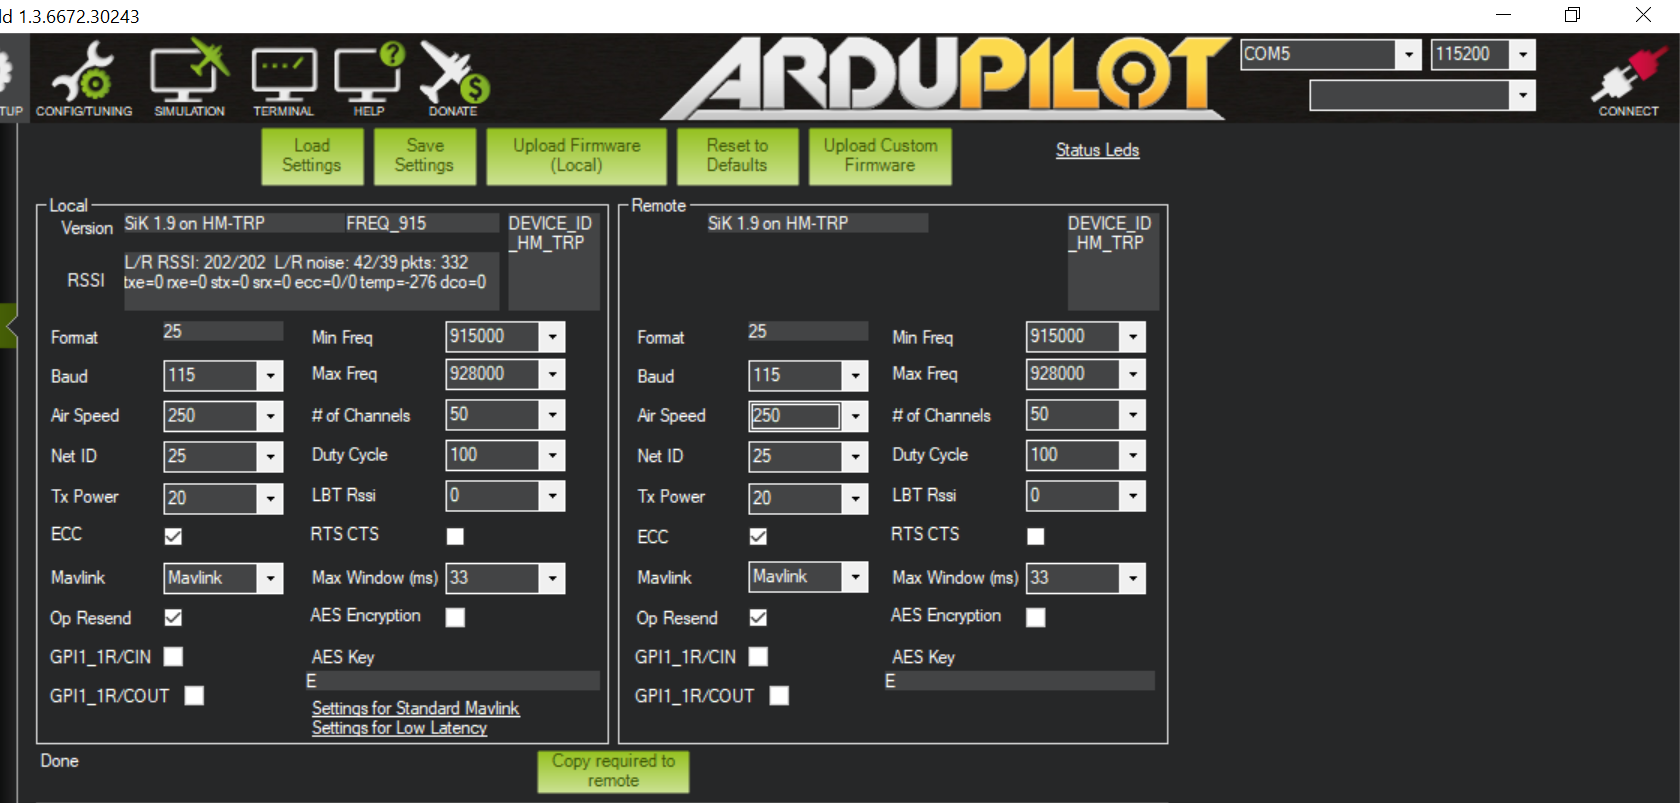 ld 1.3.6672.30243
TUP
CONFIG/TUNING
SIMULATION
TERMINAL
HELP
DONATE
ARDUPILOT
COM5
115200
CONNECT
Load
Settings
Save
Settings
Upload Firmware
(Local)
Reset to
Defaults
Upload Custom
Firmware
Status Leds
Local
Version
SiK 1.9 on HM-TRP
FREQ_915
DEVICE_ID
_HM_TRP
RSSI
L/R RSSI: 202/202 L/R noise: 42/39 pkts: 332
txe=0 rxe=0 stx=0 srx=0 ecc=0/0 temp=-276 dco=0
Format 25
Min Freq 915000
Baud 115
Max Freq 928000
Air Speed 250
# of Channels 50
Net ID 25
Duty Cycle 100
Tx Power 20
LBT Rssi 0
ECC
RTS CTS
Mavlink Mavlink
Max Window (ms) 33
Op Resend
AES Encryption
GPI1_1R/CIN
AES Key
E
GPI1_1R/COUT
Settings for Standard Mavlink
Settings for Low Latency
Remote
SiK 1.9 on HM-TRP
DEVICE_ID
_HM_TRP
Format 25
Min Freq 915000
Baud 115
Max Freq 928000
Air Speed 250
# of Channels 50
Net ID 25
Duty Cycle 100
Tx Power 20
LBT Rssi 0
ECC
RTS CTS
Mavlink Mavlink
Max Window (ms) 33
Op Resend
AES Encryption
GPI1_1R/CIN
AES Key
E
GPI1_1R/COUT
Done
Copy required to
remote